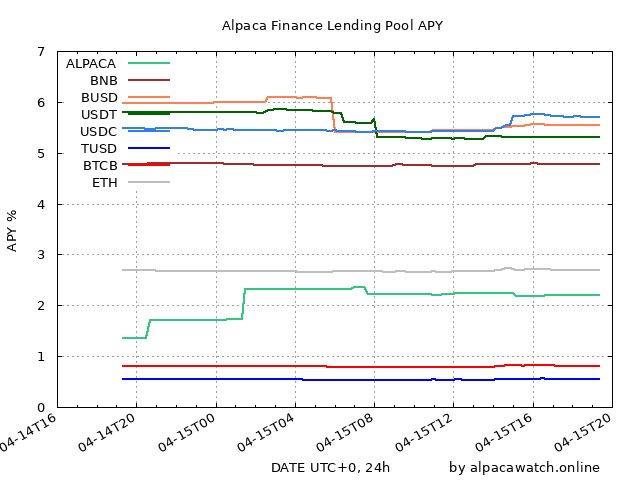 Alpaca Finance Lending Pool APY
7
6
5
4
3
2
1
0
APY %
ALPACA
BNB
BUSD
USDT
USDC
TUSD
BTCB
ETH
04-14T16
04-14T20
04-15T00
04-15T04
04-15T08
04-15T12
04-15T16
04-15T20
DATE UTC+0, 24h
by alpacawatch.online